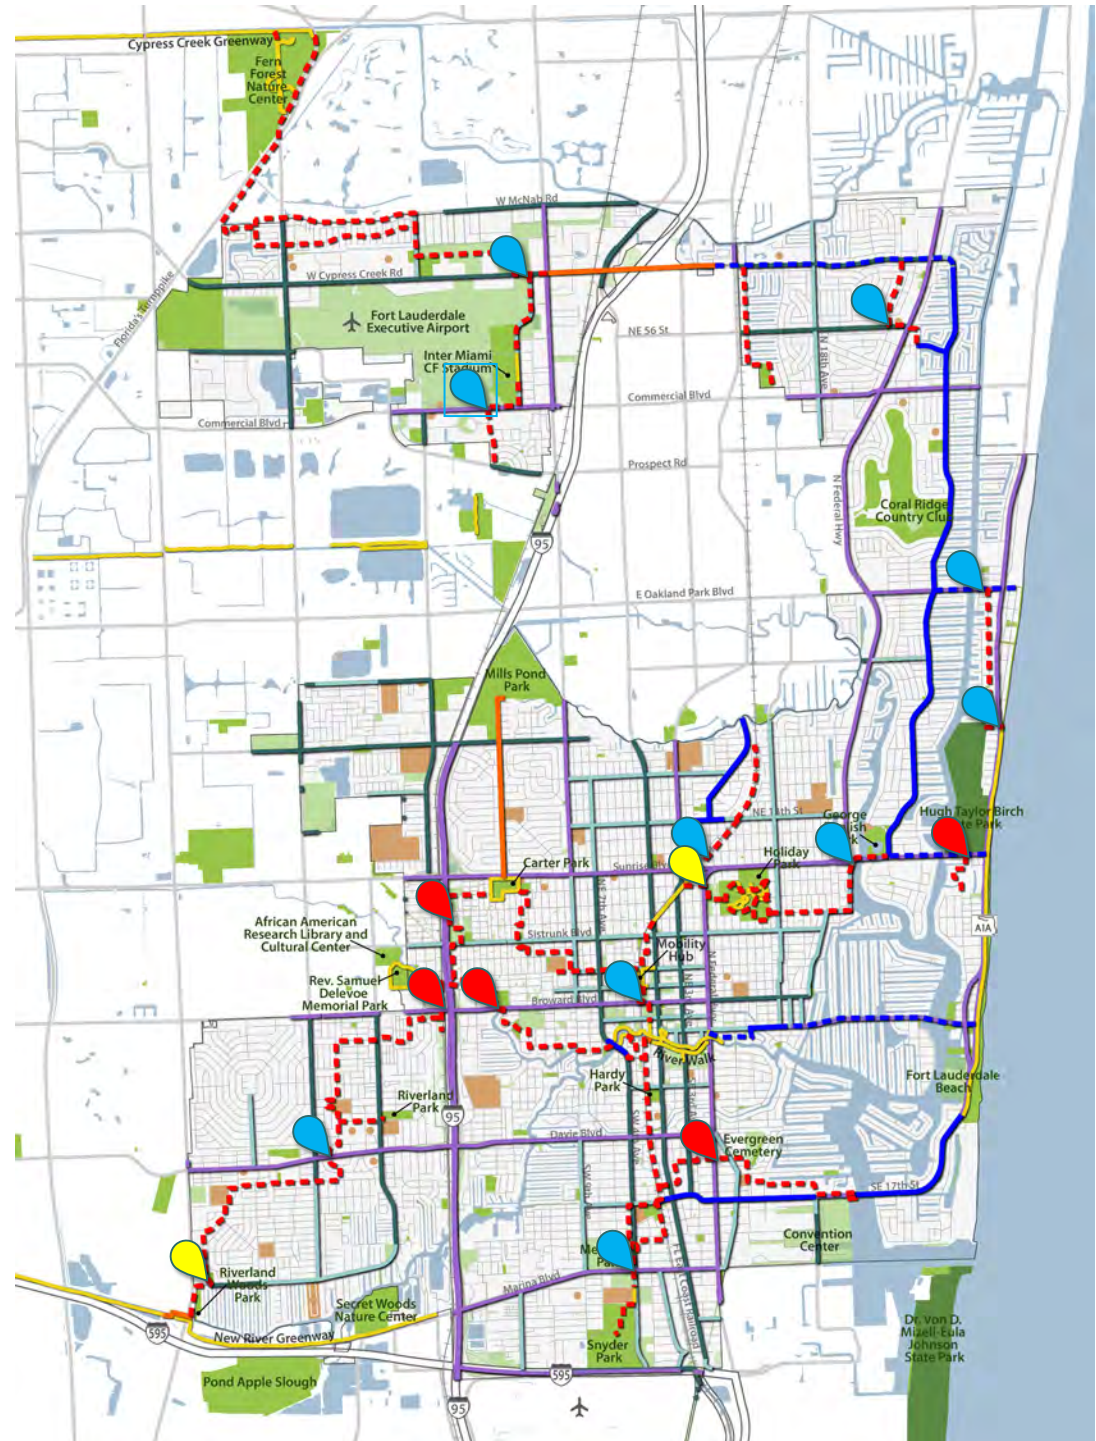 Cypress Creek Greenway
Fern
Forest
Nature
Center
W McNab Rd
W Cypress Creek Rd
Florida's Turnpike
Fort Lauderdale
Executive Airport
NE 56 St
N 18th Ave
Inter Miami
CF Stadium
Commercial Blvd
Commercial Blvd
Prospect Rd
N Federal Hwy
Coral Ridge
Country Club
95
E Oakland Park Blvd
Mills Pond
Park
George
Hugh Taylor Birch
Park
Carter Park
Holiday
Park
African American
Research Library and
Cultural Center
Sistrunk Blvd
A1A
Mobility
Hub
Rev. Samuel
Delevoe
Memorial Park
Broward Blvd
River Walk
Hardy
Park
Fort Lauderdale
Beach
Riverland
Park
95
Davie Blvd
Evergreen
Cemetery
SE 17th St
Convention
Center
Riverland
Woods
Park
Marina Blvd
Secret Woods
Nature Center
595
New River Greenway
Snyder
Park
Dr. Von D.
Mizell-Eula
Johnson
State Park
Pond Apple Slough
595
95